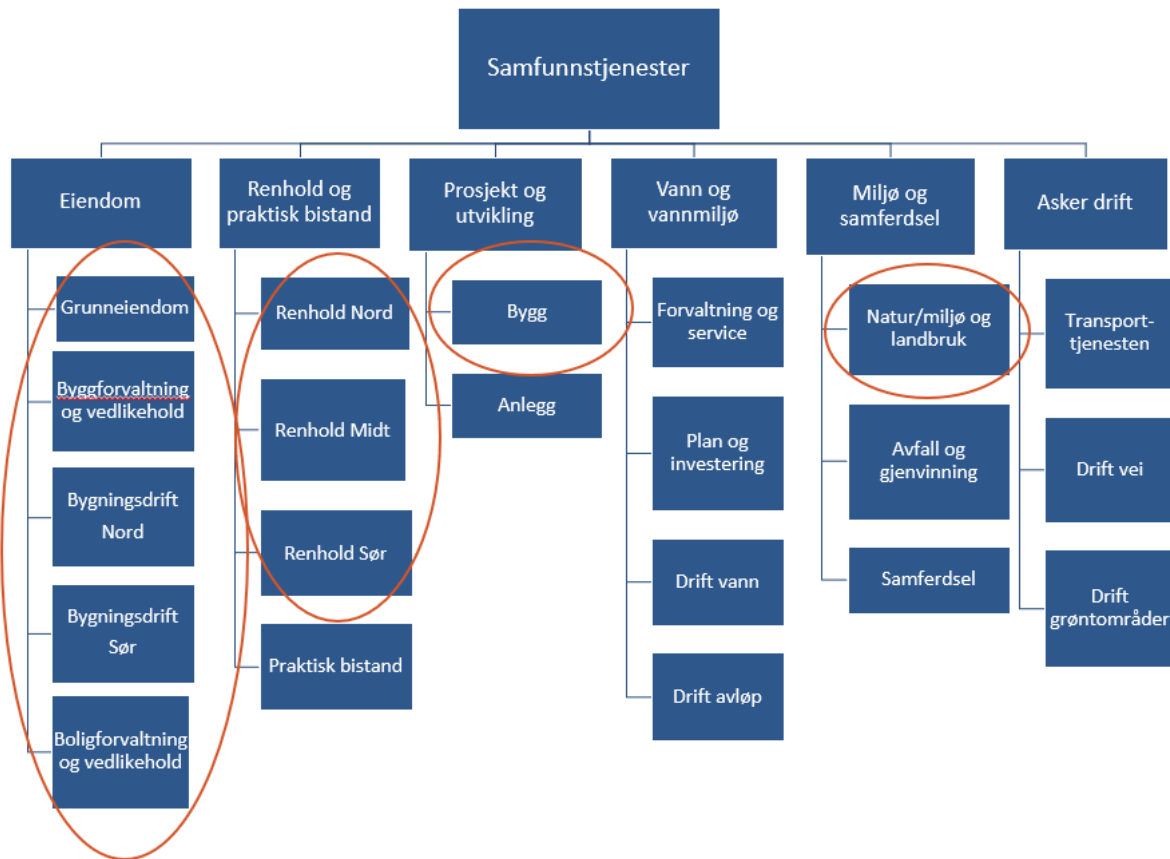 Samfunnstjenester
Eiendom
Renhold og
praktisk bistand
Prosjekt og
utvikling
Vann og
vannmiljø
Miljø og
samferdsel
Asker drift
Grunneiendom
Byggforvaltning
og vedlikehold
Bygningsdrift
Nord
Bygningsdrift
Sør
Boligforvaltning
og vedlikehold
Renhold Nord
Renhold Midt
Renhold Sør
Praktisk bistand
Bygg
Anlegg
Forvaltning og
service
Plan og
investering
Drift vann
Drift avløp
Natur/miljø og
landbruk
Avfall og
gjenvinning
Samferdsel
Transport-
tjenesten
Drift vei
Drift
grøntområder